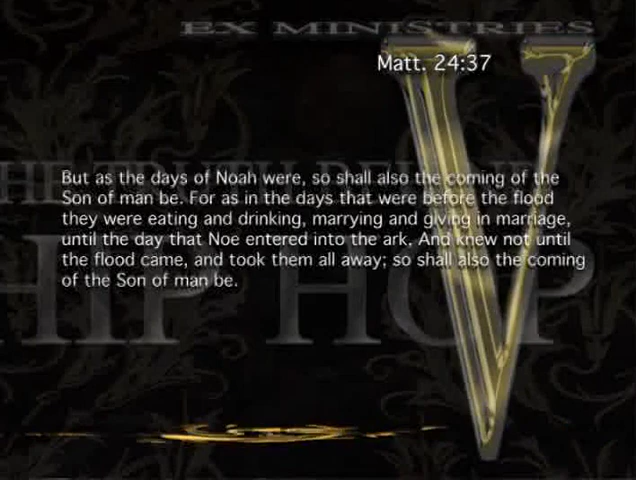 EX MINISTRIES
Matt. 24:37
But as the days of Noah were, so shall also the coming of the
Son of man be. For as in the days that were before the flood
they were eating and drinking, marrying and giving in marriage,
until the day that Noe entered into the ark, And knew not until
the flood came, and took them all away; so shall also the coming
of the Son of man be.
HIP HOP
V